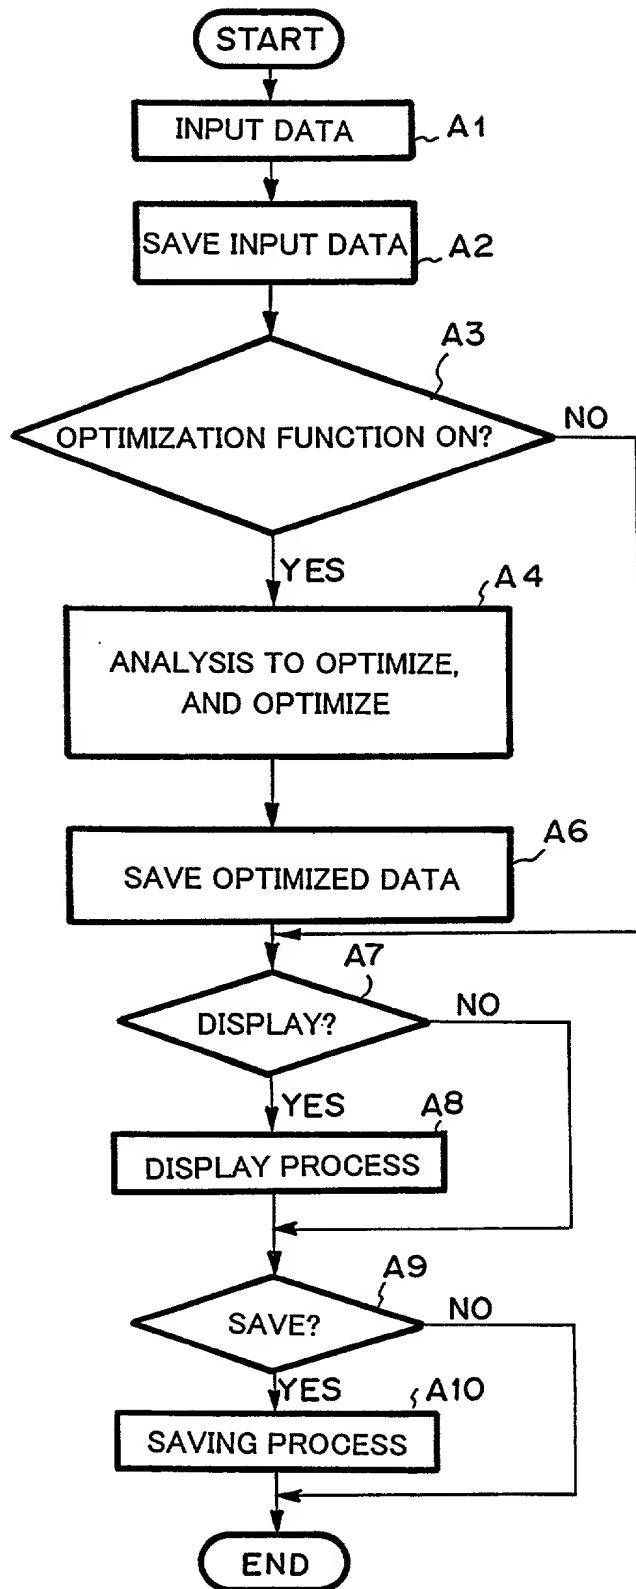 START
INPUT DATA
A1
SAVE INPUT DATA
A2
A3
OPTIMIZATION FUNCTION ON?
NO
YES
A4
ANALYSIS TO OPTIMIZE,
AND OPTIMIZE
A6
SAVE OPTIMIZED DATA
A7
DISPLAY?
NO
YES
A8
DISPLAY PROCESS
A9
SAVE?
NO
YES
A10
SAVING PROCESS
END